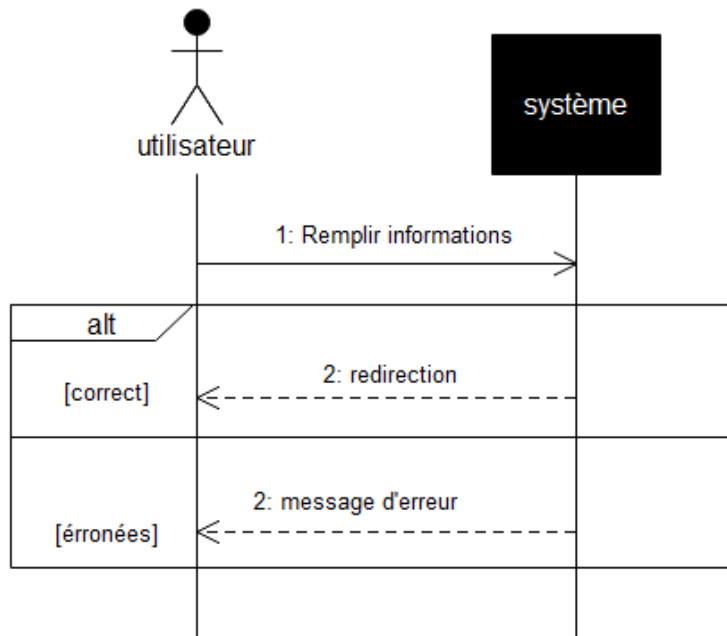 utilisateur
système
1: Remplir informations
alt
[correct]
2: redirection
[érronées]
2: message d'erreur